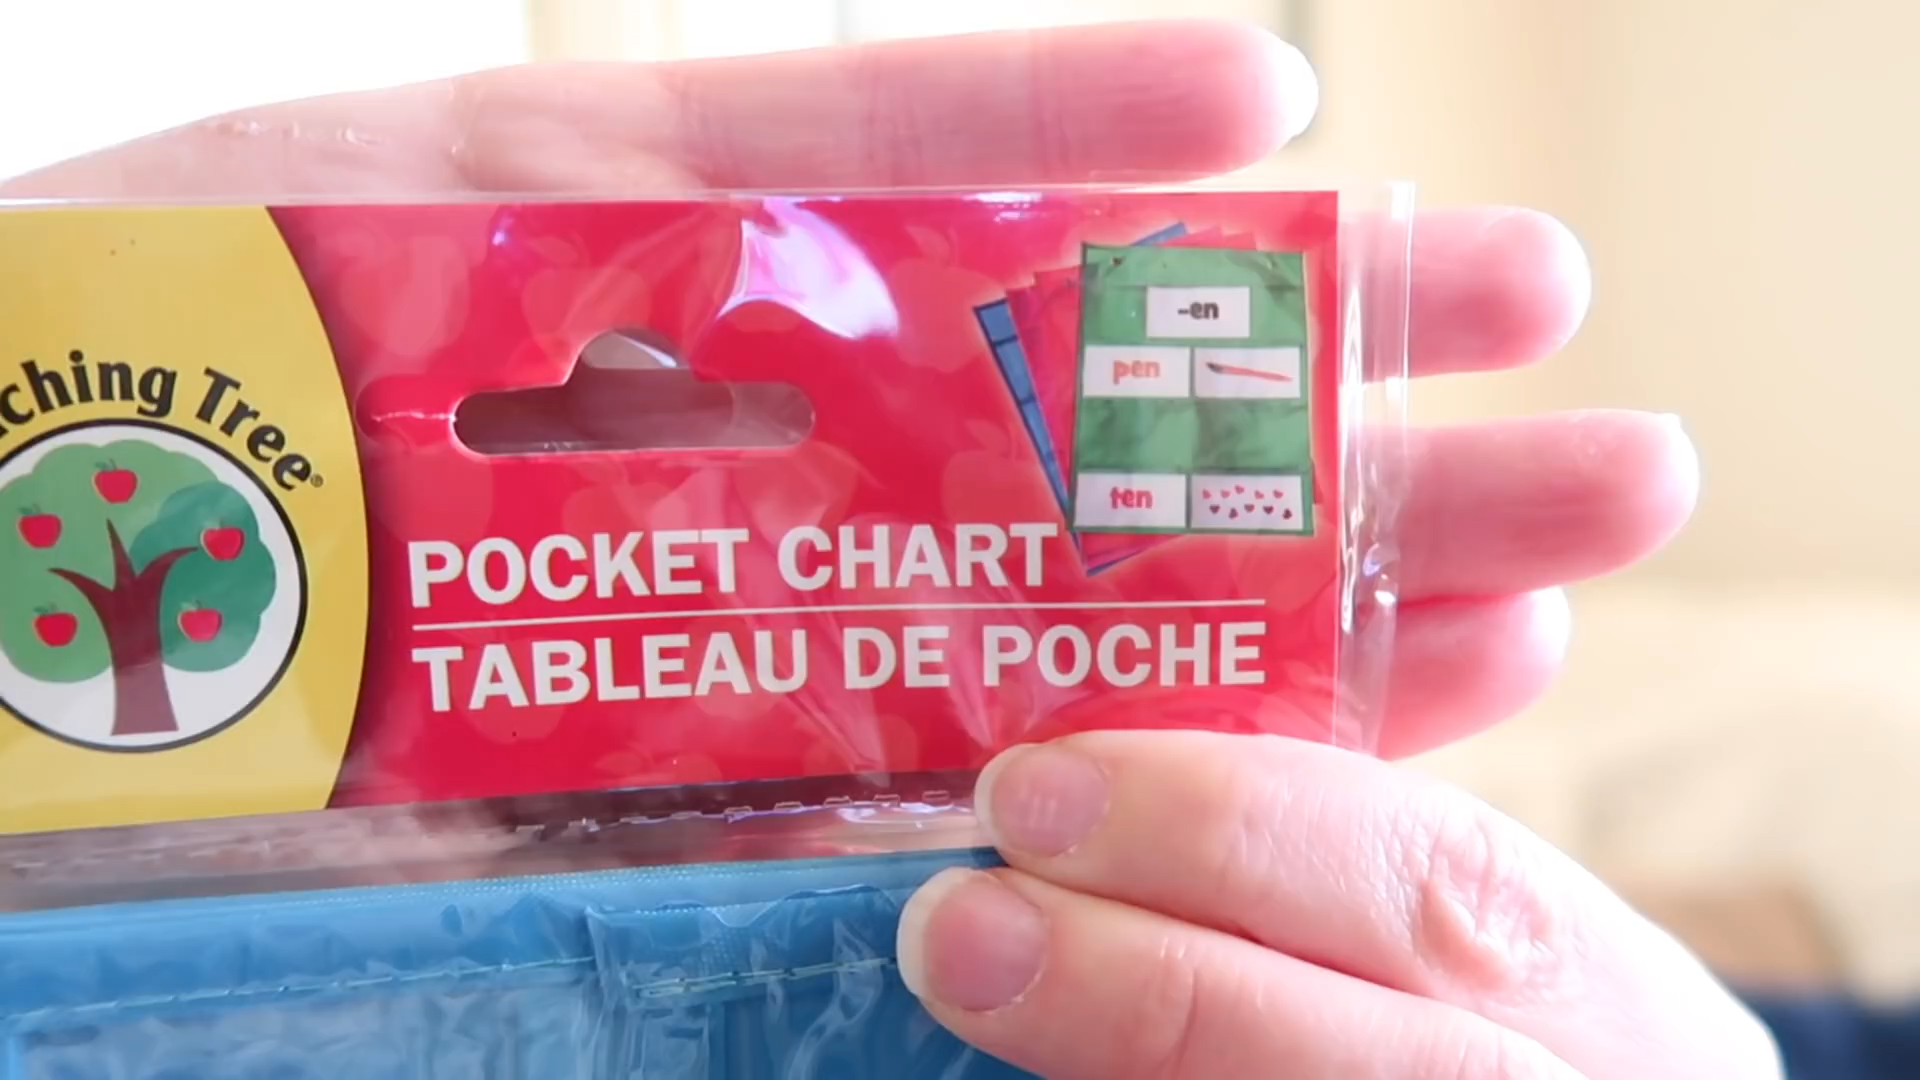 ching Tree®
POCKET CHART
TABLEAU DE POCHE
-en
pen
ten